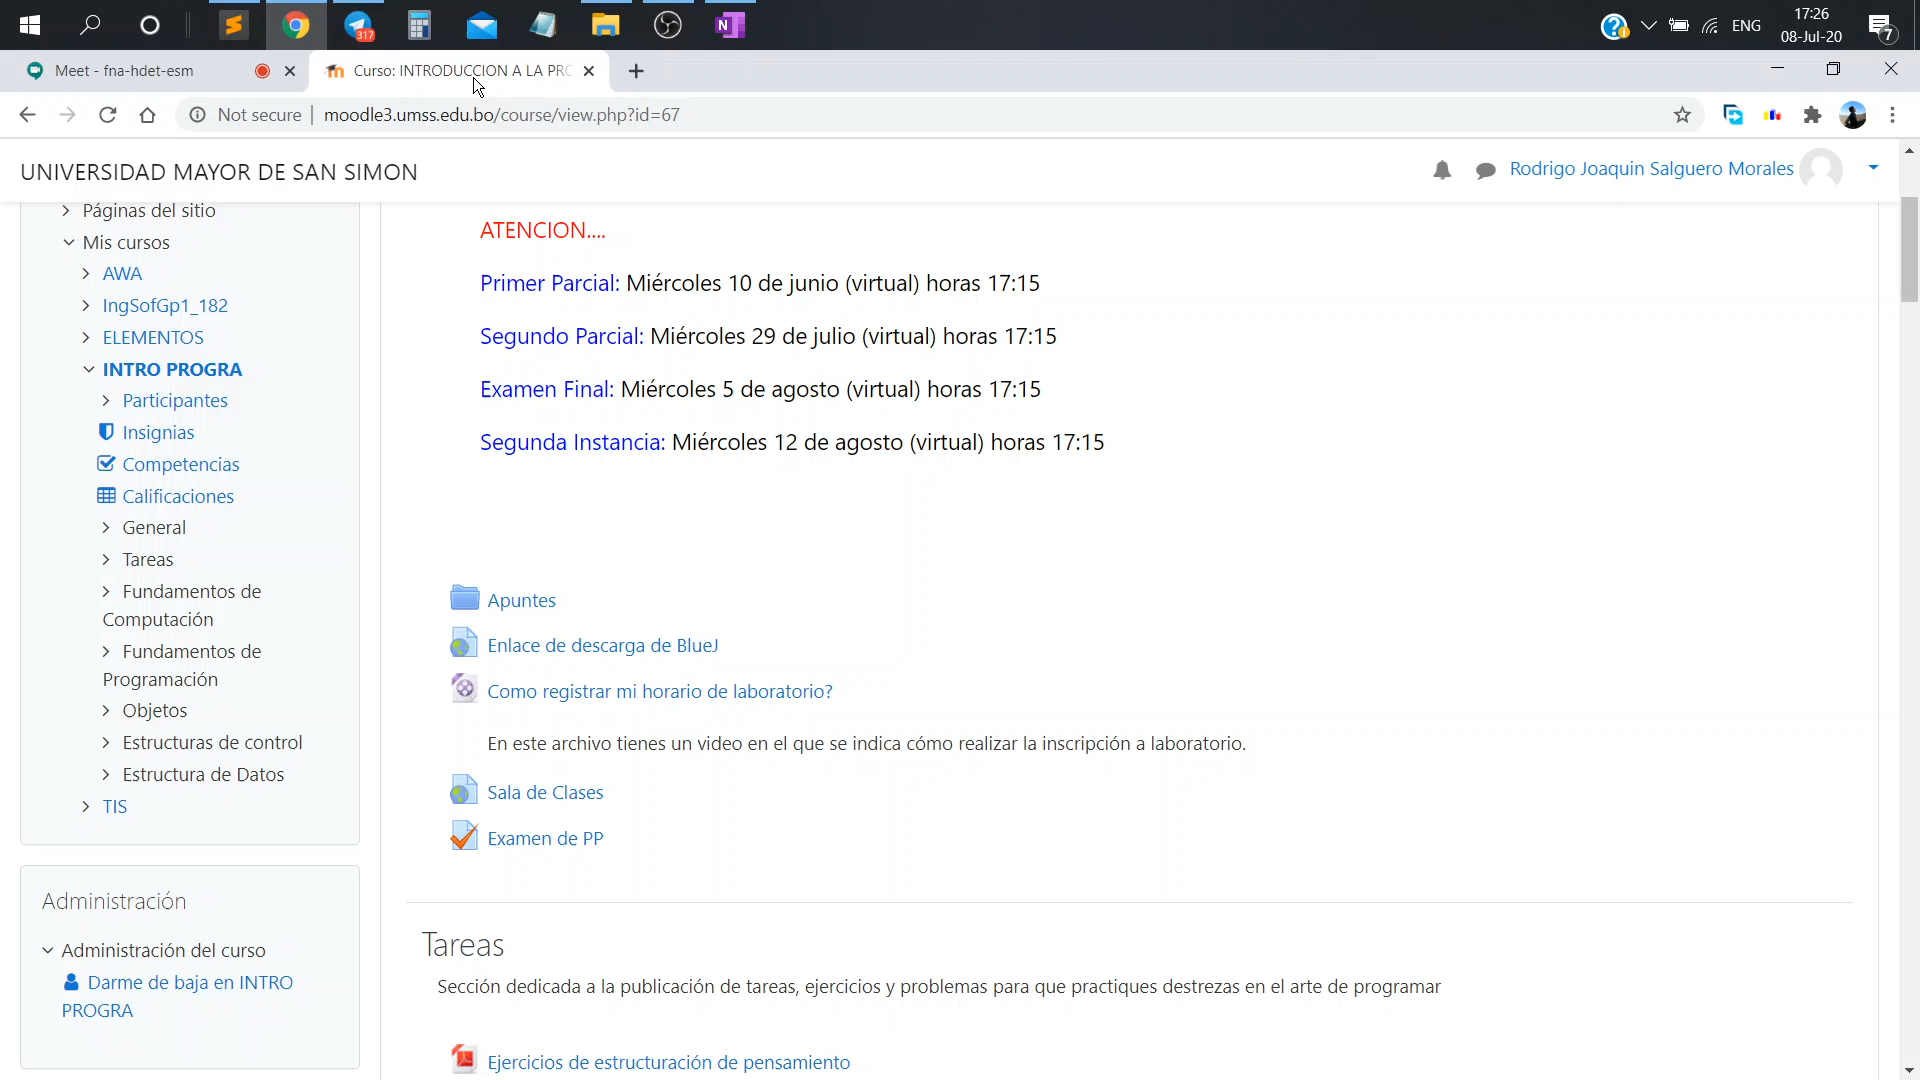 317
ENG
17:26
08-Jul-20
7
Meet - fna-hdet-esm
Curso: INTRODUCCION A LA PRO
Not secure
moodle3.umss.edu.bo/course/view.php?id=67
UNIVERSIDAD MAYOR DE SAN SIMON
Rodrigo Joaquin Salguero Morales
Páginas del sitio
Mis cursos
AWA
IngSofGp1_182
ELEMENTOS
INTRO PROGRA
Participantes
Insignias
Competencias
Calificaciones
General
Tareas
Fundamentos de
Computación
Fundamentos de
Programación
Objetos
Estructuras de control
Estructura de Datos
TIS
Administración
Administración del curso
Darme de baja en INTRO
PROGRA
ATENCION....
Primer Parcial: Miércoles 10 de junio (virtual) horas 17:15
Segundo Parcial: Miércoles 29 de julio (virtual) horas 17:15
Examen Final: Miércoles 5 de agosto (virtual) horas 17:15
Segunda Instancia: Miércoles 12 de agosto (virtual) horas 17:15
Apuntes
Enlace de descarga de BlueJ
Como registrar mi horario de laboratorio?
En este archivo tienes un video en el que se indica cómo realizar la inscripción a laboratorio.
Sala de Clases
Examen de PP
Tareas
Sección dedicada a la publicación de tareas, ejercicios y problemas para que practiques destrezas en el arte de programar
Ejercicios de estructuración de pensamiento